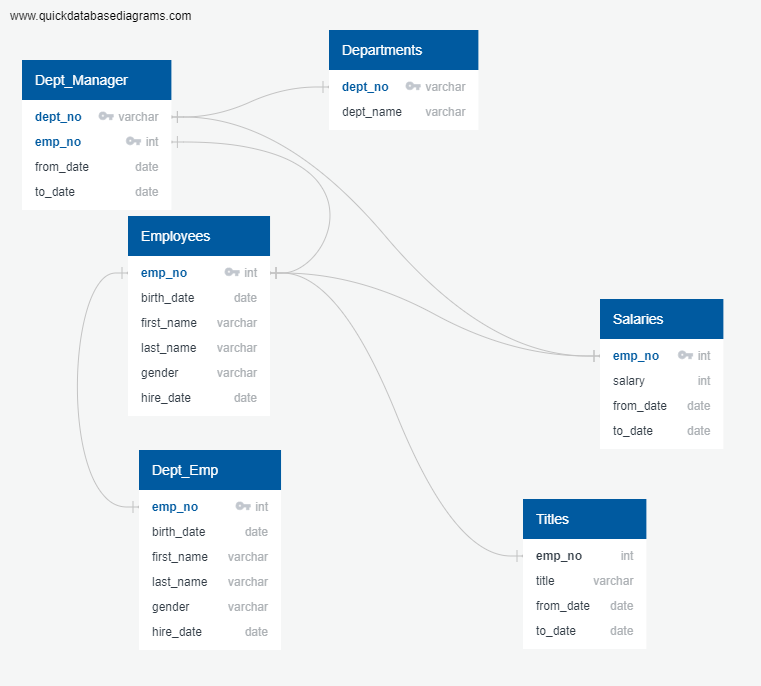 www.quickdatabasediagrams.com
Departments
dept_no varchar
dept_name varchar
Dept_Manager
dept_no varchar
emp_no int
from_date date
to_date date
Employees
emp_no int
birth_date date
first_name varchar
last_name varchar
gender varchar
hire_date date
Salaries
emp_no int
salary int
from_date date
to_date date
Dept_Emp
emp_no int
birth_date date
first_name varchar
last_name varchar
gender varchar
hire_date date
Titles
emp_no int
title varchar
from_date date
to_date date